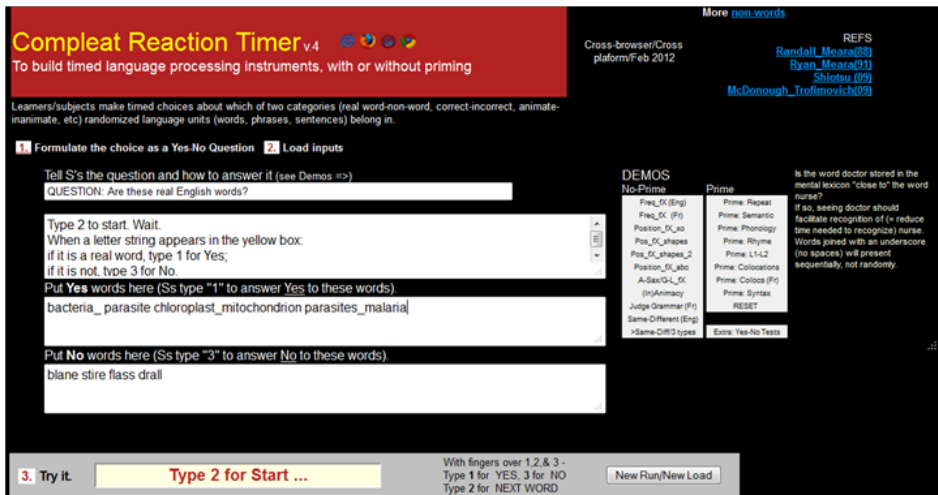 More non-words
Compleat Reaction Timer v.4
To build timed language processing instruments, with or without priming
Cross-browser/Cross
plaform/Feb 2012
REFS
Randall_Meara(88)
Ryan_Meara(91)
Shiotsu (09)
McDonough_Trofimovich(09)
Learners/subjects make timed choices about which of two categories (real word-non-word, correct-incorrect, animate-
inanimate, etc) randomized language units (words, phrases, sentences) belong in.
1. Formulate the choice as a Yes-No Question 2. Load inputs
Tell S's the question and how to answer it (see Demos =>)
QUESTION: Are these real English words?
Type 2 to start. Wait.
When a letter string appears in the yellow box:
if it is a real word, type 1 for Yes;
if it is not, type 3 for No.
Put Yes words here (Ss type "1" to answer Yes to these words).
bacteria_ parasite chloroplast_mitochondrion parasites_malaria
Put No words here (Ss type "3" to answer No to these words).
blane stire flass drall
DEMOS
No-Prime
Freq_fX (Eng)
Freq_fX (Fr)
Position_fX_xo
Pos_fX_shapes
Pos_fX_shapes_2
Position_fX_abc
A-Sax/G-L_fX
(In)Animacy
Judge Grammar (Fr)
Same-Different (Eng)
>Same-Diff/3 types
Prime
Prime: Repeat
Prime: Semantic
Prime: Phonology
Prime: Rhyme
Prime: L1-L2
Prime: Collocations
Prime: Collocs (Fr)
Prime: Syntax
RESET
Extra: Yes-No Tests
Is the word doctor stored in the
mental lexicon "close to" the word
nurse?
If so, seeing doctor should
facilitate recognition of (= reduce
time needed to recognize) nurse.
Words joined with an underscore
(no spaces) will present
sequentially, not randomly.
3. Try it.
Type 2 for Start ...
With fingers over 1,2,& 3 -
Type 1 for YES, 3 for NO
Type 2 for NEXT WORD
New Run/New Load